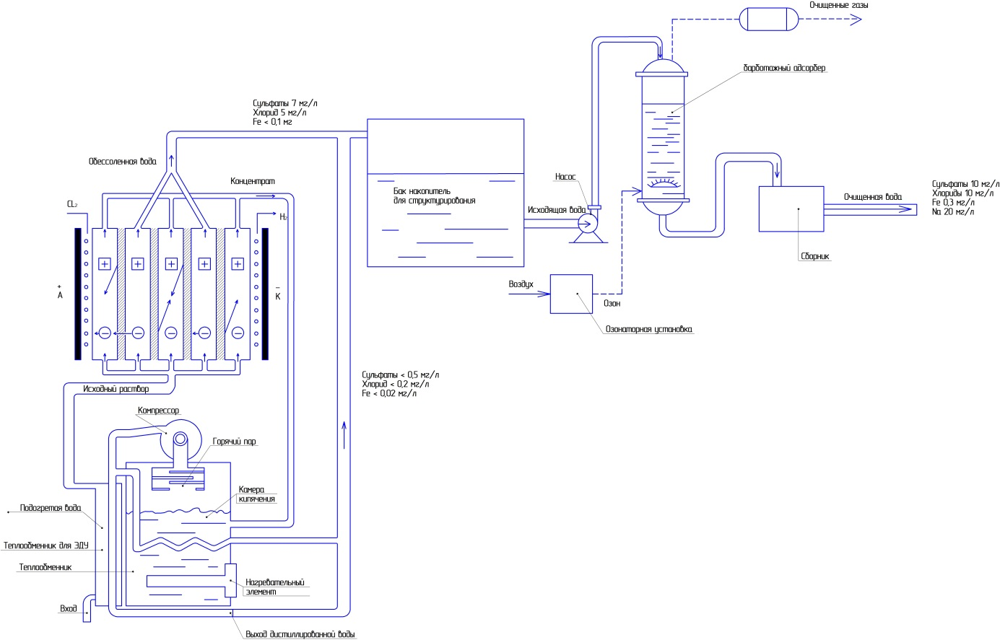 Очищенные газы
барботажный адсорбер
Сульфаты 7 мг/л
Хлорид 5 мг/л
Fe < 0,1 мг
Обессоленная вода
Концентрат
Насос
Бак накопитель
для структурирования
Исходящая вода
Очищенная вода
Сульфаты 10 мг/л
Хлориды 10 мг/л
Fe 0,3 мг/л
Na 20 мг/л
CL₂
H₂
Сборник
+
А
−
К
Воздух
Озон
Озонаторная установка
Сульфаты < 0,5 мг/л
Хлорид < 0,2 мг/л
Fe < 0,02 мг/л
Исходный раствор
Компрессор
Горячий пар
Камера
кипячения
Подогретая вода
Теплообменник для ЭДУ
Теплообменник
Нагревательный
элемент
Вход
Выход дистиллированной воды